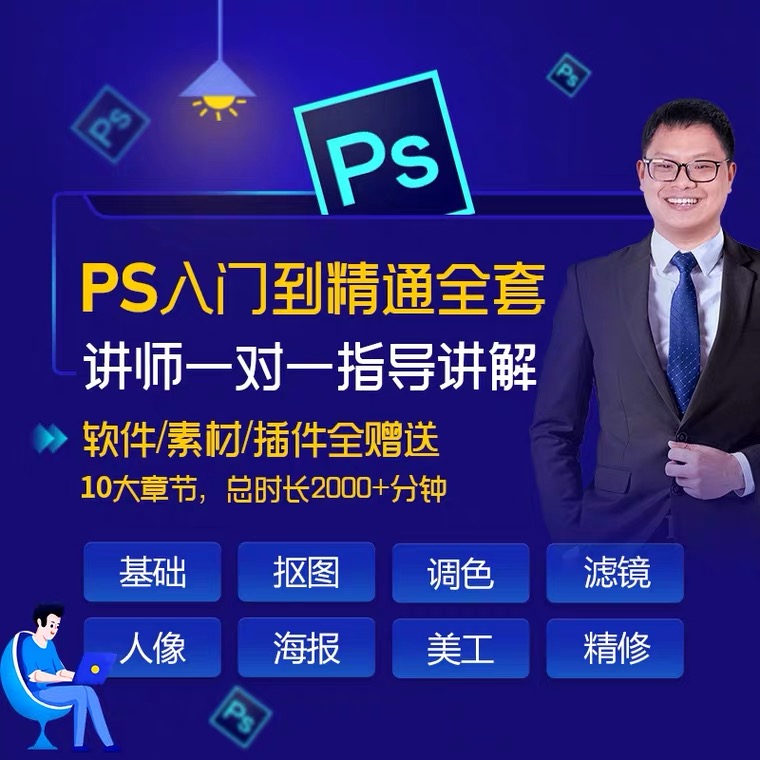 Ps
Ps
Ps
PS入门到精通全套
讲师一对一指导讲解
软件/素材/插件全赠送
10大章节，总时长2000+分钟
基础 抠图 调色 滤镜
人像 海报 美工 精修
Ps